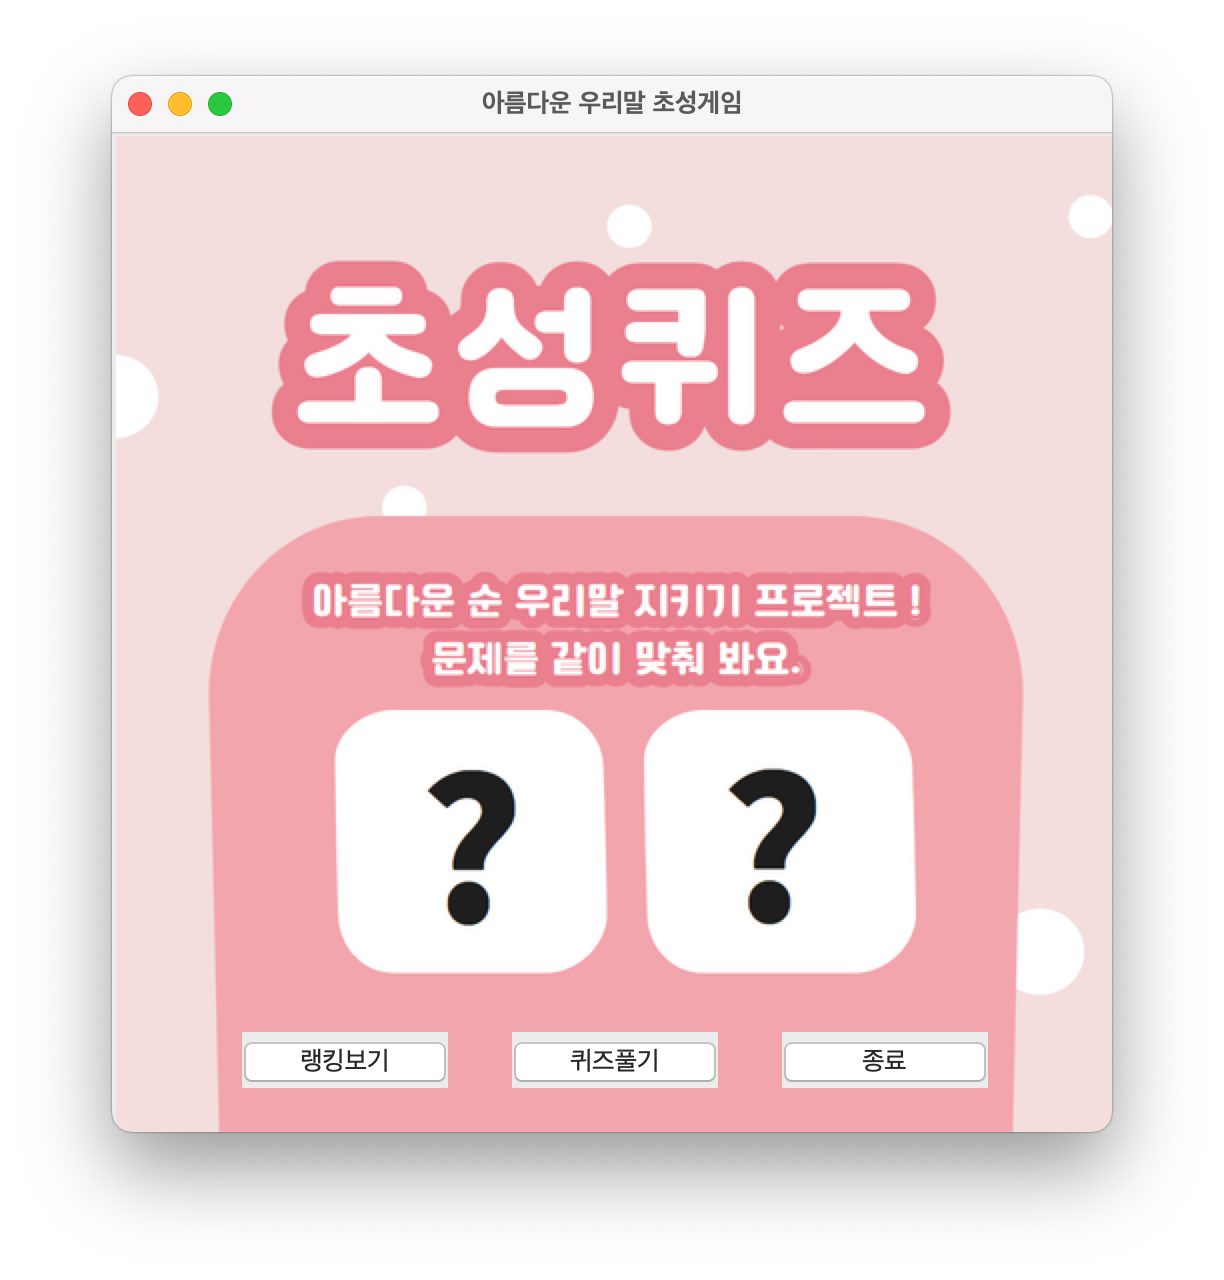 아름다운 우리말 초성게임
초성퀴즈
아름다운 순 우리말 지키기 프로젝트 !
문제를 같이 맞춰 봐요.
? ?
랭킹보기 퀴즈풀기 종료